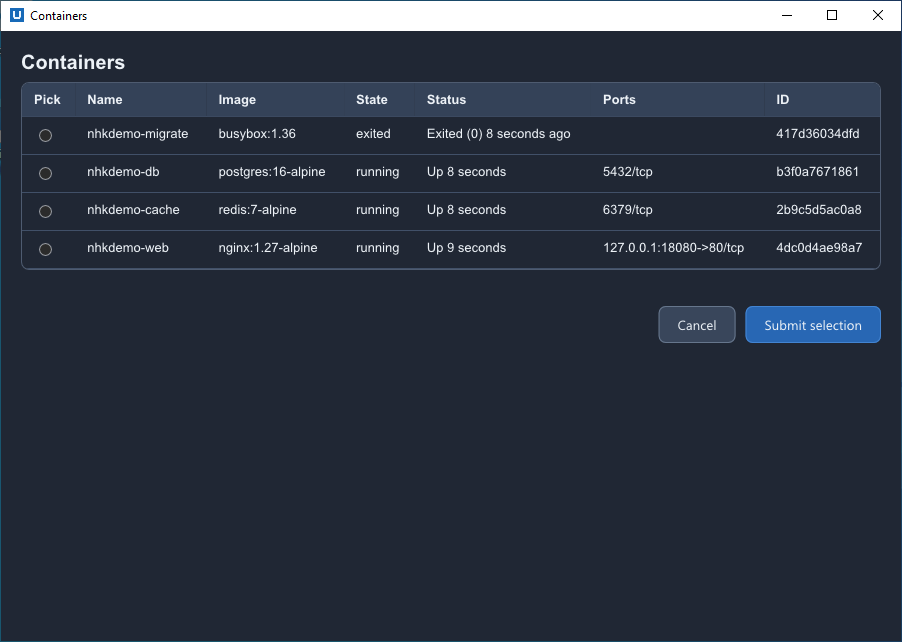 U Containers
Containers
Pick Name Image State Status Ports ID
nhkdemo-migrate busybox:1.36 exited Exited (0) 8 seconds ago 417d36034dfd
nhkdemo-db postgres:16-alpine running Up 8 seconds 5432/tcp b3f0a7671861
nhkdemo-cache redis:7-alpine running Up 8 seconds 6379/tcp 2b9c5d5ac0a8
nhkdemo-web nginx:1.27-alpine running Up 9 seconds 127.0.0.1:18080->80/tcp 4dc0d4ae98a7
Cancel Submit selection